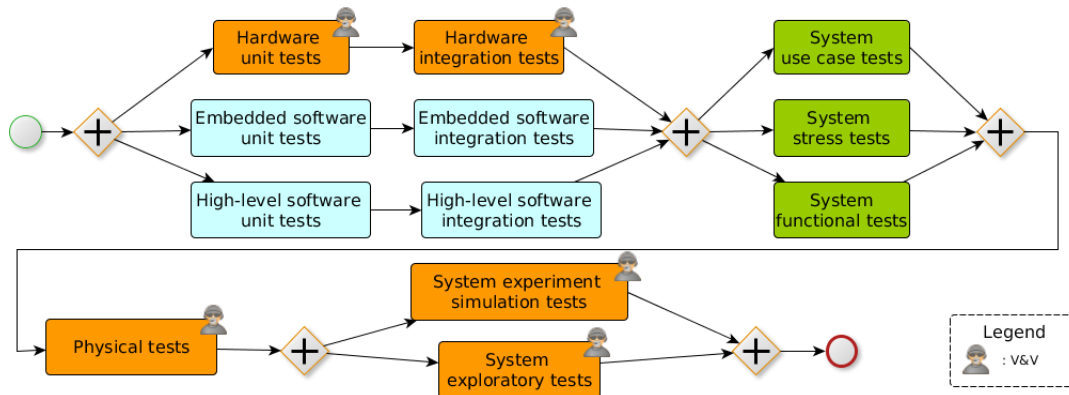 Hardware
unit tests
Hardware
integration tests
System
use case tests
Embedded software
unit tests
Embedded software
integration tests
System
stress tests
High-level software
unit tests
High-level software
integration tests
System
functional tests
System experiment
simulation tests
Physical tests
System
exploratory tests
Legend
: V&V